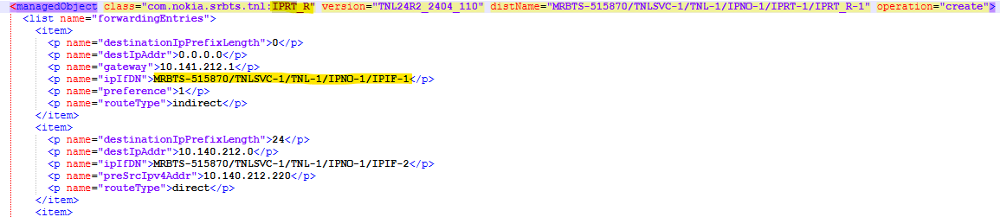 <managedObject class="com.nokia.srbts.tnl:IPRT_R" version="TNL24R2_2404_110" distName="MRBTS-515870/TNLSVC-1/TNL-1/IPNO-1/IPRT-1/IPRT_R-1" operation="create">
<list name="forwardingEntries">
<item>
<p name="destinationIpPrefixLength">0</p>
<p name="destIpAddr">0.0.0.0</p>
<p name="gateway">10.141.212.1</p>
<p name="ipIfDN">MRBTS-515870/TNLSVC-1/TNL-1/IPNO-1/IPIF-1</p>
<p name="preference">1</p>
<p name="routeType">indirect</p>
</item>
<item>
<p name="destinationIpPrefixLength">24</p>
<p name="destIpAddr">10.140.212.0</p>
<p name="ipIfDN">MRBTS-515870/TNLSVC-1/TNL-1/IPNO-1/IPIF-2</p>
<p name="preSrcIpv4Addr">10.140.212.220</p>
<p name="routeType">direct</p>
</item>
<item>